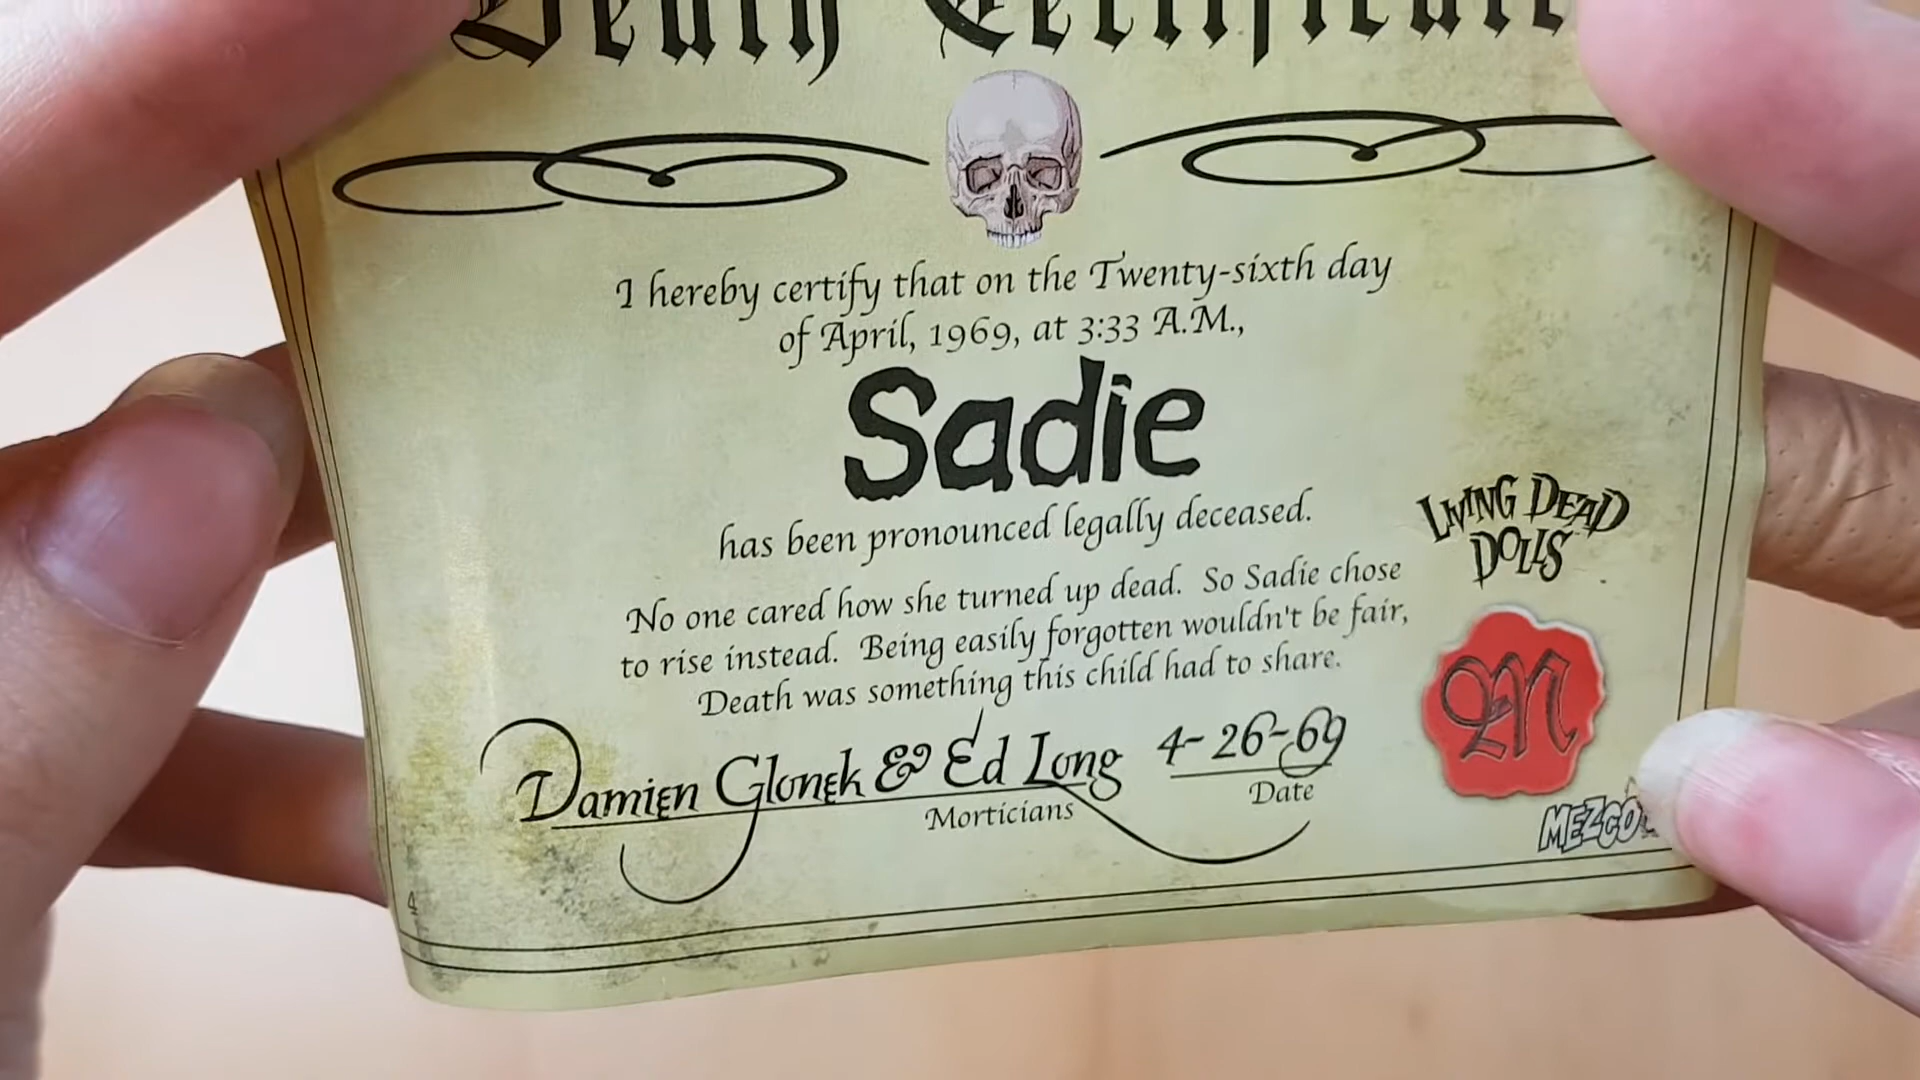 Death Certificate
I hereby certify that on the Twenty-sixth day
of April, 1969, at 3:33 A.M.,
Sadie
has been pronounced legally deceased.
No one cared how she turned up dead. So Sadie chose
to rise instead. Being easily forgotten wouldn't be fair,
Death was something this child had to share.
LIVING DEAD
DOLLS
M
Damien Glonek & Ed Long 4-26-69
Morticians Date
MEZCO
4